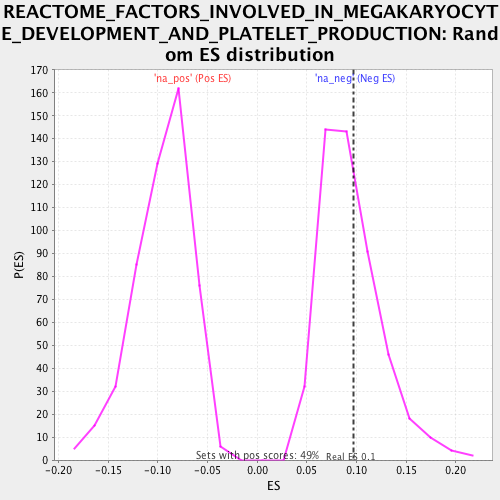 REACTOME_FACTORS_INVOLVED_IN_MEGAKARYOCYT
E_DEVELOPMENT_AND_PLATELET_PRODUCTION: Rand
om ES distribution
'na_pos' (Pos ES) 'na_neg' (Neg ES)
170
160
150
140
130
120
110
100
90
80
70
60
50
40
30
20
10
0
P(ES)
Sets with pos scores: 49% Real ES 0.1
-0.20 -0.15 -0.10 -0.05 0.00 0.05 0.10 0.15 0.20
ES